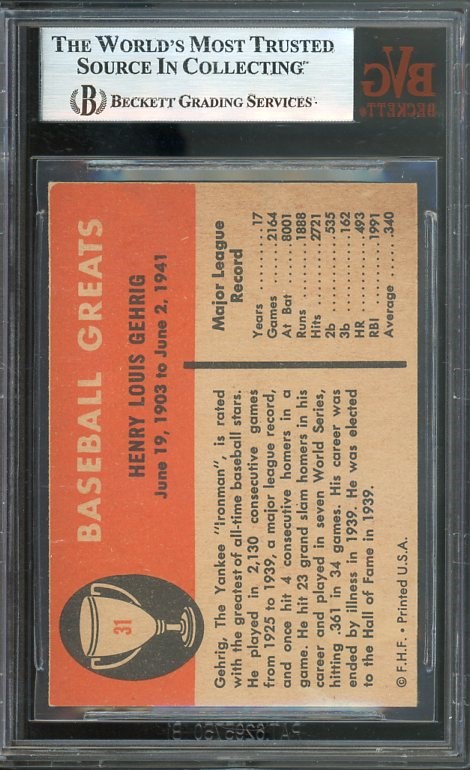 THE WORLD'S MOST TRUSTED
SOURCE IN COLLECTING™
B BECKETT GRADING SERVICES™
BVG
BECKETT®
31
BASEBALL GREATS
HENRY LOUIS GEHRIG
June 19, 1903 to June 2, 1941
Gehrig, The Yankee "Ironman", is rated
with the greatest of all-time baseball stars.
He played in 2,130 consecutive games
from 1925 to 1939, a major league record,
and once hit 4 consecutive homers in a
game. He hit 23 grand slam homers in his
career and played in seven World Series,
hitting .361 in 34 games. His career was
ended by illness in 1939. He was elected
to the Hall of Fame in 1939.
© F.H.F. • Printed U.S.A.
Major League
Record
Years ........ 17
Games ........ 2164
At Bat ........ 8001
Runs ........ 1888
Hits ........ 2721
2b ........ 535
3b ........ 162
HR ........ 493
RBI ........ 1991
Average ........ .340